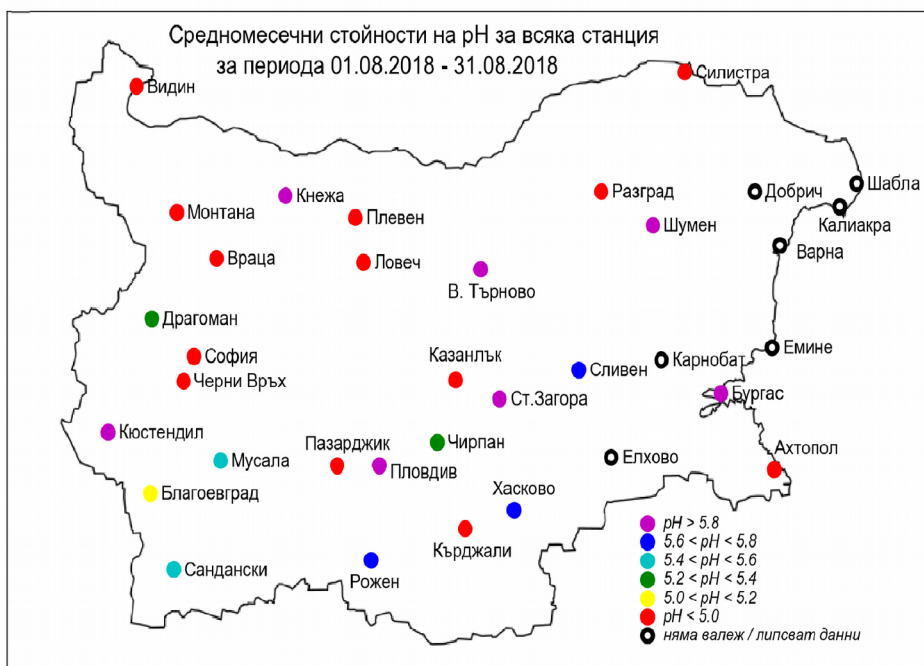 Средномесечни стойности на pH за всяка станция
за периода 01.08.2018 - 31.08.2018
Видин
Силистра
Кнежа
Разград
Добрич
Шабла
Монтана
Плевен
Калиакра
Шумен
Варна
Враца
Ловеч
В. Търново
Драгоман
Емине
София
Казанлък
Карнобат
Сливен
Черни Връх
Ст.Загора
Бургас
Кюстендил
Пазарджик
Чирпан
Ахтопол
Мусала
Елхово
Пловдив
Благоевград
Хасково
Кърджали
Сандански
Рожен
pH > 5.8
5.6 < pH < 5.8
5.4 < pH < 5.6
5.2 < pH < 5.4
5.0 < pH < 5.2
pH < 5.0
няма валеж / липсват данни